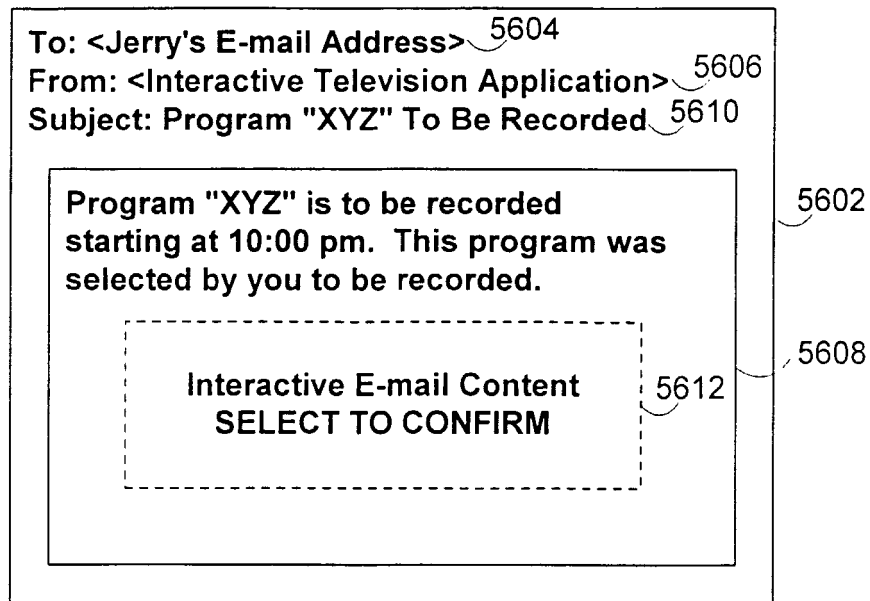 To: <Jerry's E-mail Address> 5604
From: <Interactive Television Application> 5606
Subject: Program "XYZ" To Be Recorded 5610
5602
Program "XYZ" is to be recorded
starting at 10:00 pm. This program was
selected by you to be recorded.
5608
Interactive E-mail Content
SELECT TO CONFIRM
5612